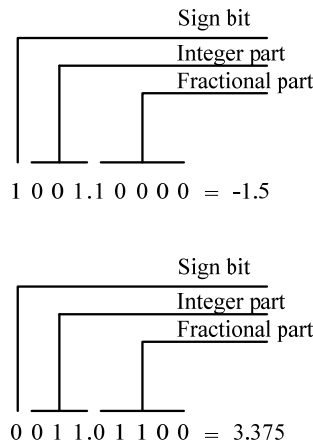 Sign bit
Integer part
Fractional part
1 0 0 1.1 0 0 0 0 = -1.5
Sign bit
Integer part
Fractional part
0 0 1 1.0 1 1 0 0 = 3.375